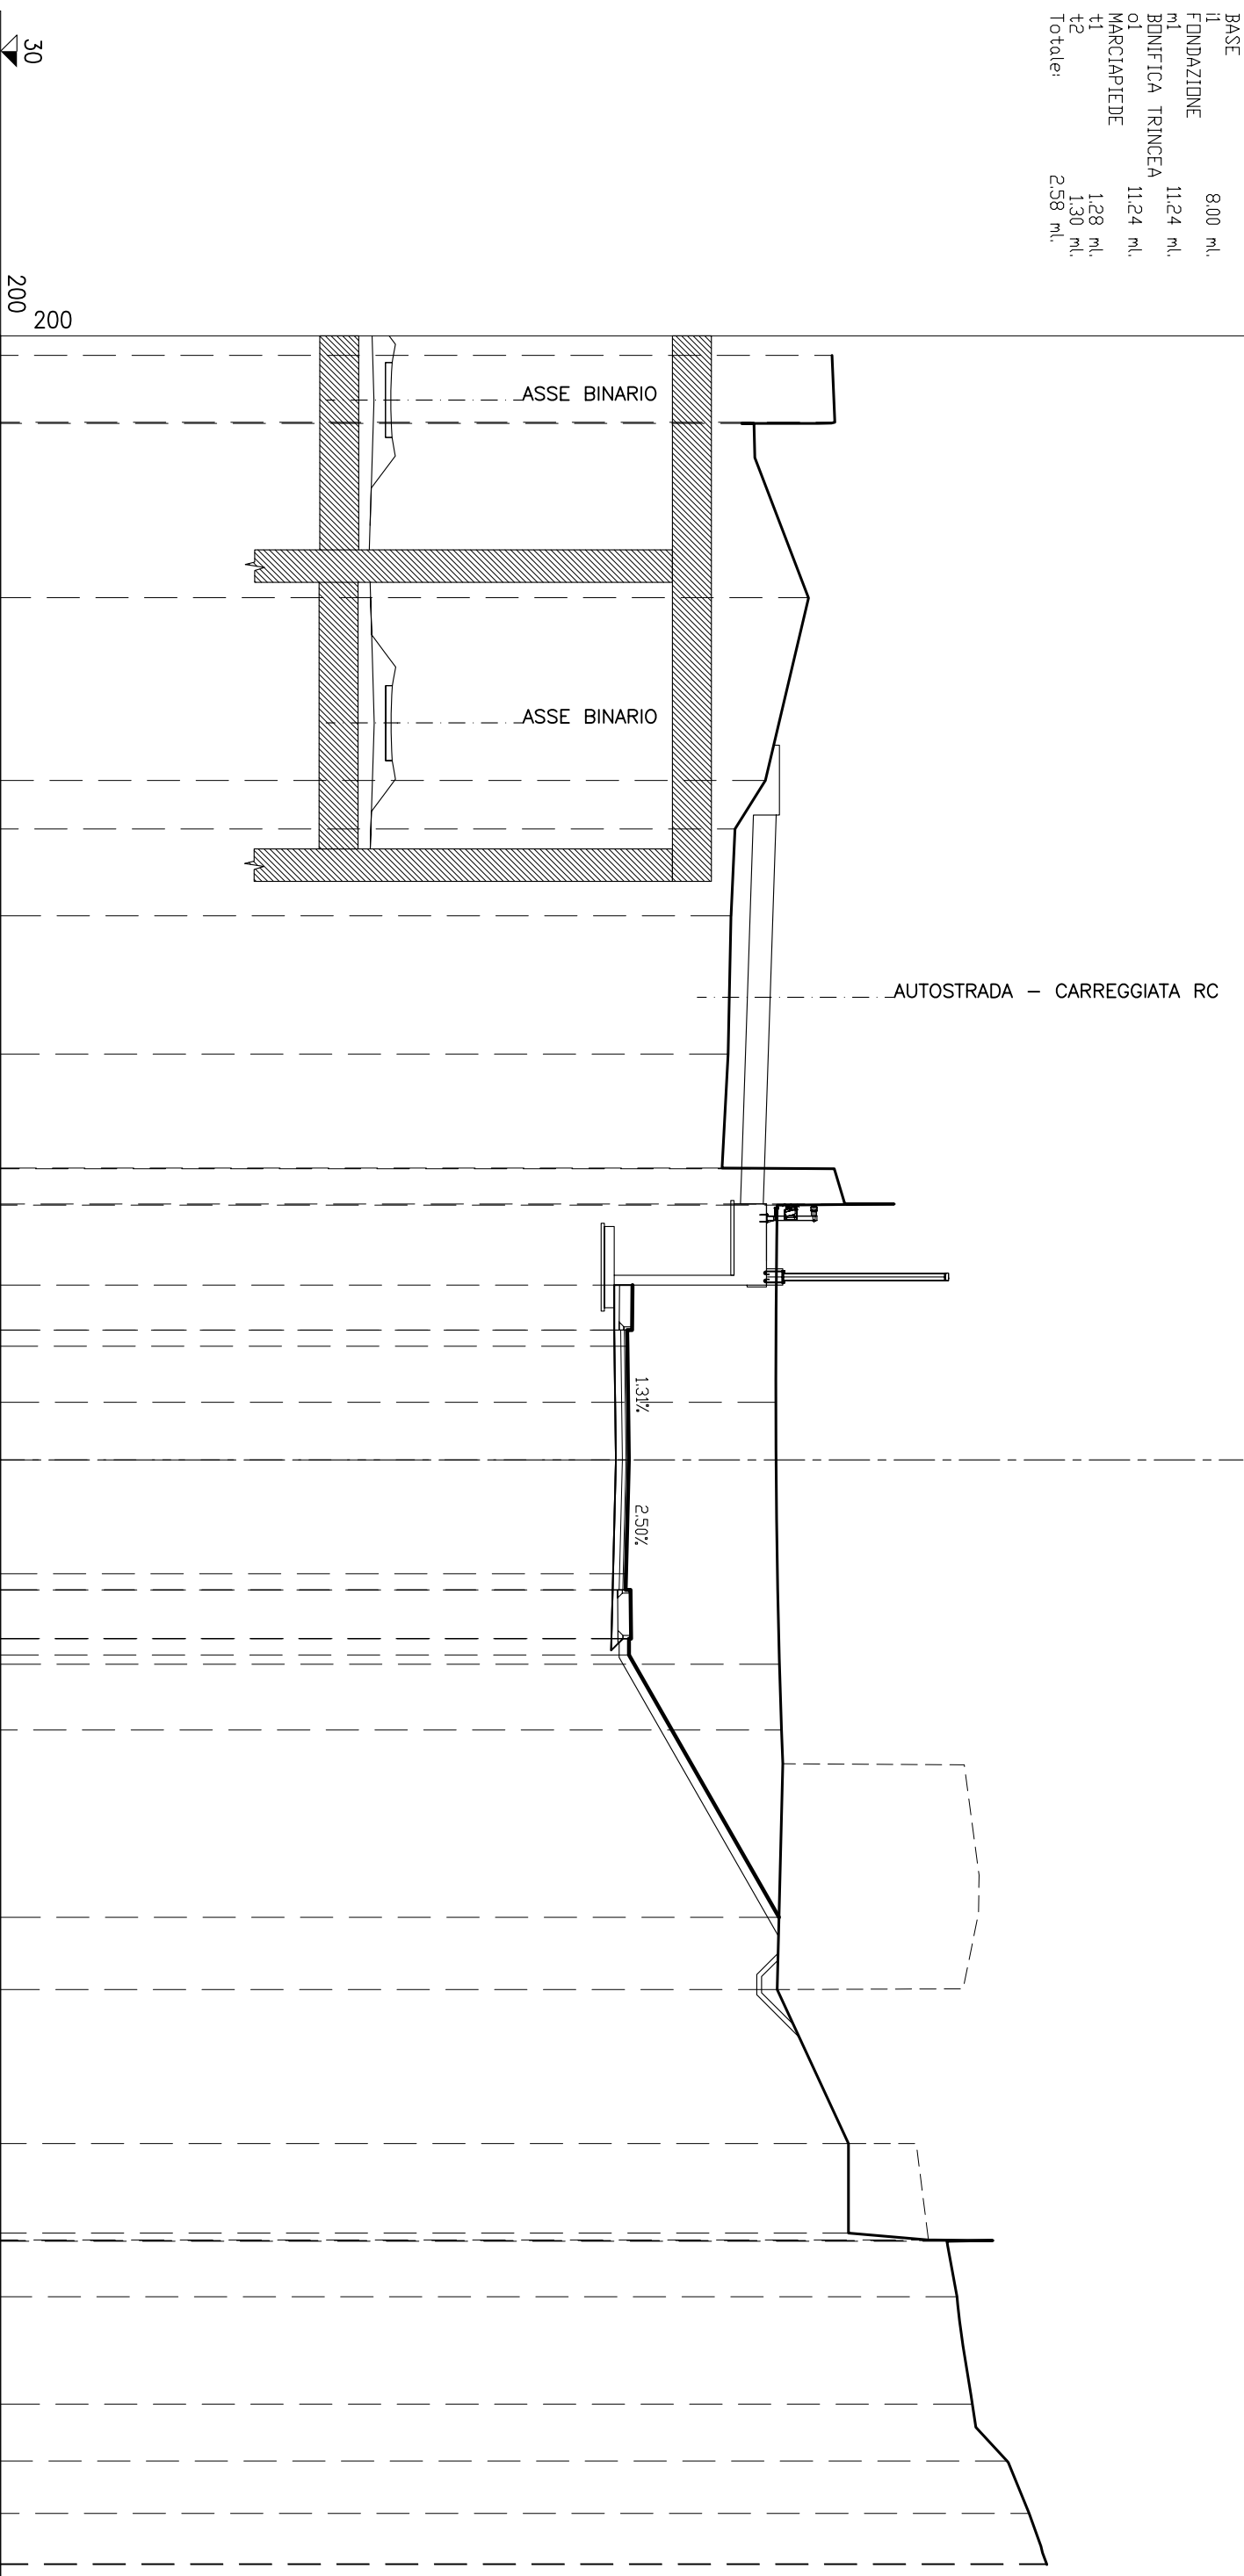 BASE
i1 8.00 ml.
FONDAZIONE
m1 11.24 ml.
BONIFICA TRINCEA
o1 11.24 ml.
MARCIAPIEDE
t1 1.28 ml.
t2 1.30 ml.
Totale: 2.58 ml.
30
200
200
ASSE BINARIO
ASSE BINARIO
AUTOSTRADA - CARREGGIATA RC
1.31%
2.50%